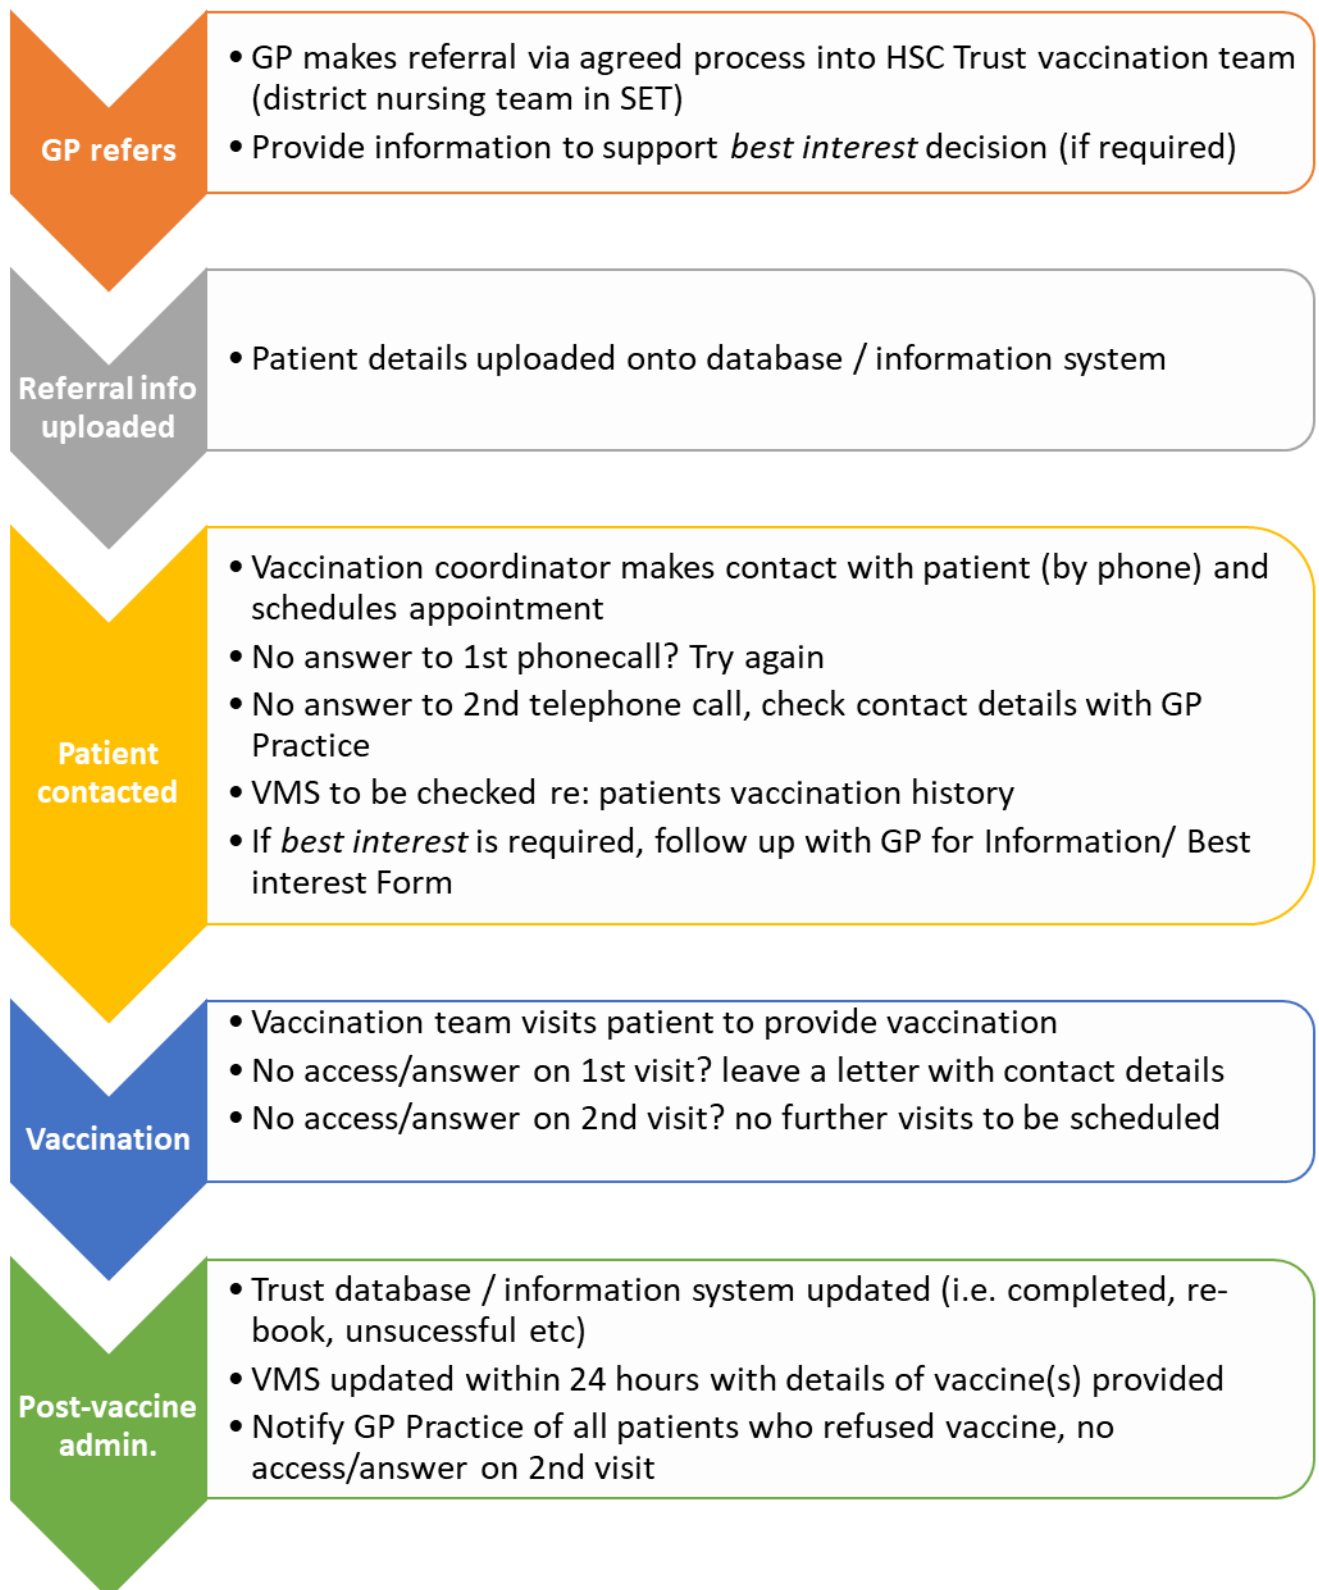 GP refers
• GP makes referral via agreed process into HSC Trust vaccination team
(district nursing team in SET)
• Provide information to support best interest decision (if required)
Referral info
uploaded
• Patient details uploaded onto database / information system
Patient
contacted
• Vaccination coordinator makes contact with patient (by phone) and
schedules appointment
• No answer to 1st phonecall? Try again
• No answer to 2nd telephone call, check contact details with GP
Practice
• VMS to be checked re: patients vaccination history
• If best interest is required, follow up with GP for Information/ Best
interest Form
Vaccination
• Vaccination team visits patient to provide vaccination
• No access/answer on 1st visit? leave a letter with contact details
• No access/answer on 2nd visit? no further visits to be scheduled
Post-vaccine
admin.
• Trust database / information system updated (i.e. completed, re-
book, unsucessful etc)
• VMS updated within 24 hours with details of vaccine(s) provided
• Notify GP Practice of all patients who refused vaccine, no
access/answer on 2nd visit